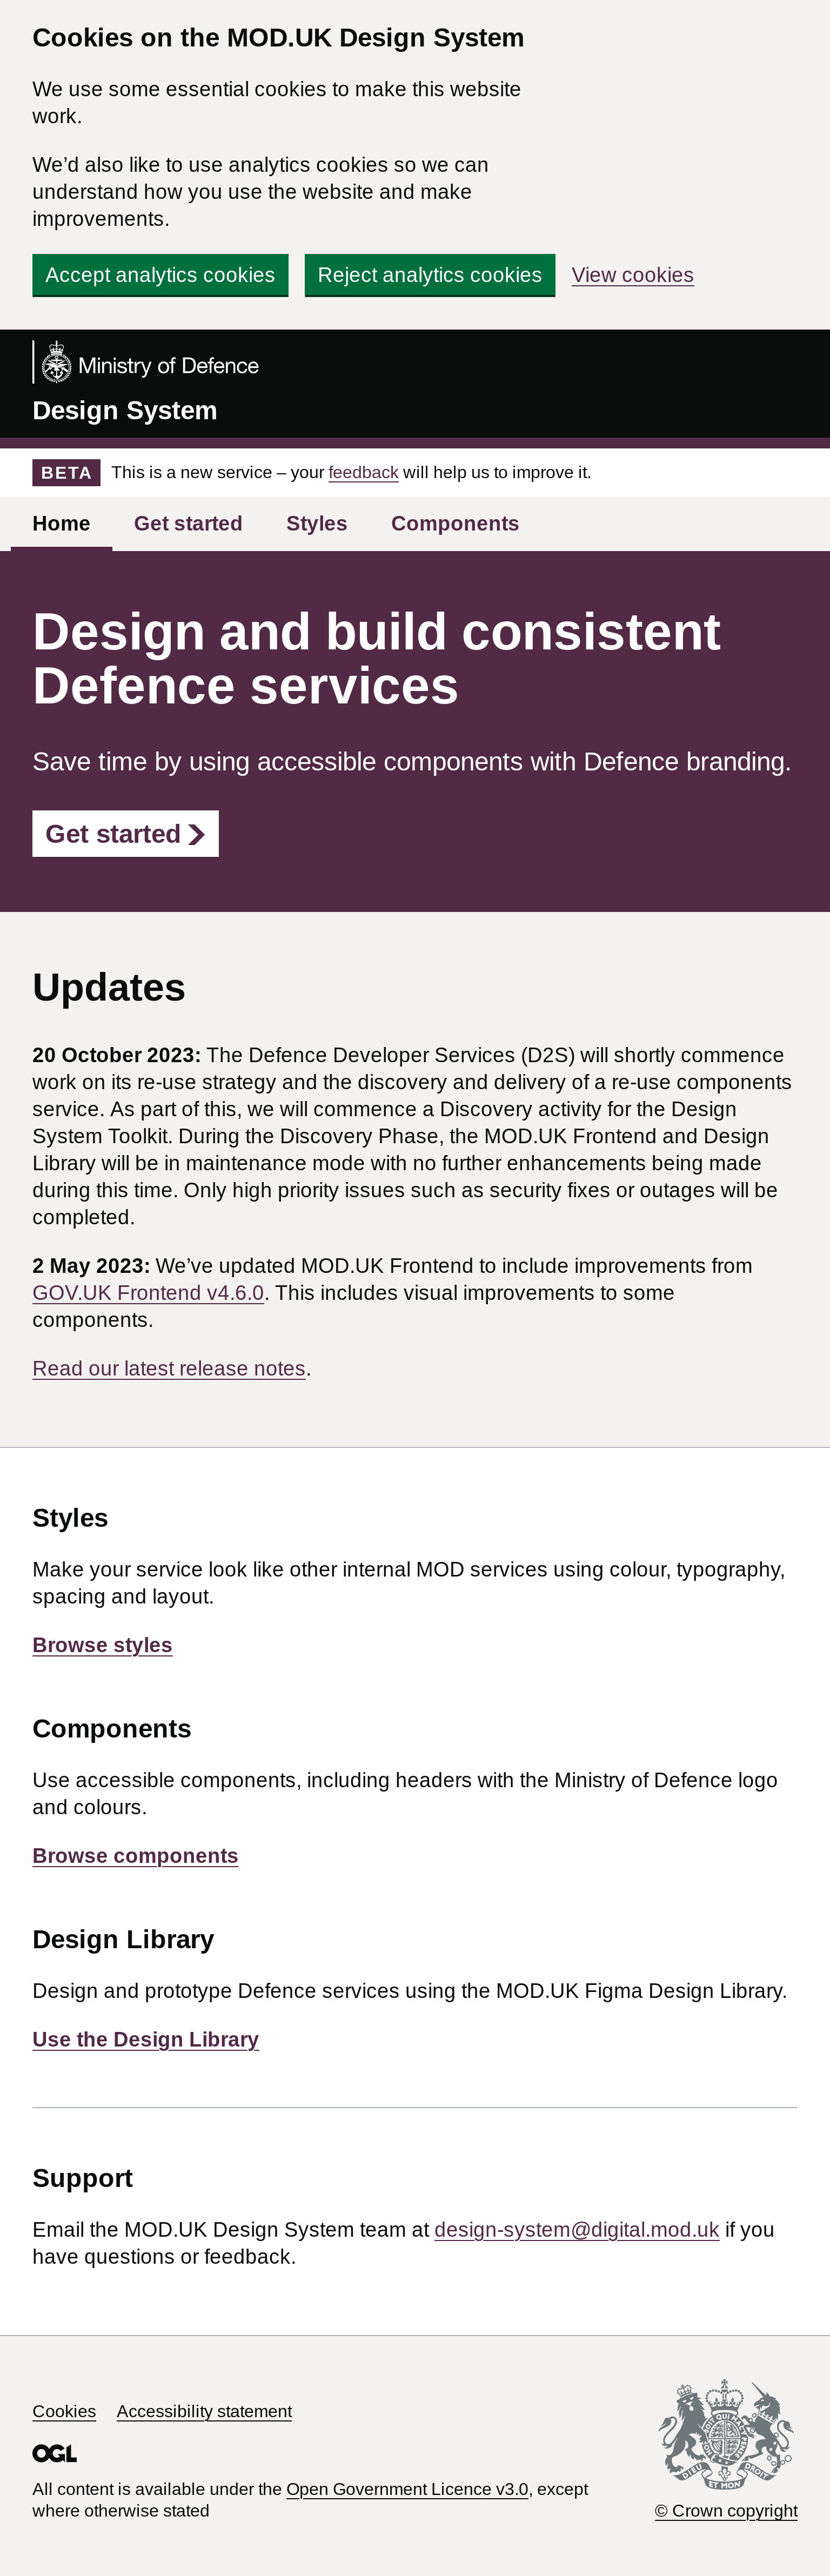 Cookies on the MOD.UK Design System
We use some essential cookies to make this website
work.
We’d also like to use analytics cookies so we can
understand how you use the website and make
improvements.
Accept analytics cookies Reject analytics cookies View cookies
Ministry of Defence
Design System
BETA This is a new service – your feedback will help us to improve it.
Home Get started Styles Components
Design and build consistent
Defence services
Save time by using accessible components with Defence branding.
Get started
Updates
20 October 2023: The Defence Developer Services (D2S) will shortly commence
work on its re-use strategy and the discovery and delivery of a re-use components
service. As part of this, we will commence a Discovery activity for the Design
System Toolkit. During the Discovery Phase, the MOD.UK Frontend and Design
Library will be in maintenance mode with no further enhancements being made
during this time. Only high priority issues such as security fixes or outages will be
completed.
2 May 2023: We’ve updated MOD.UK Frontend to include improvements from
GOV.UK Frontend v4.6.0. This includes visual improvements to some
components.
Read our latest release notes.
Styles
Make your service look like other internal MOD services using colour, typography,
spacing and layout.
Browse styles
Components
Use accessible components, including headers with the Ministry of Defence logo
and colours.
Browse components
Design Library
Design and prototype Defence services using the MOD.UK Figma Design Library.
Use the Design Library
Support
Email the MOD.UK Design System team at design-system@digital.mod.uk if you
have questions or feedback.
Cookies Accessibility statement
OGL
All content is available under the Open Government Licence v3.0, except
where otherwise stated
DIEU ET MON DROIT
© Crown copyright